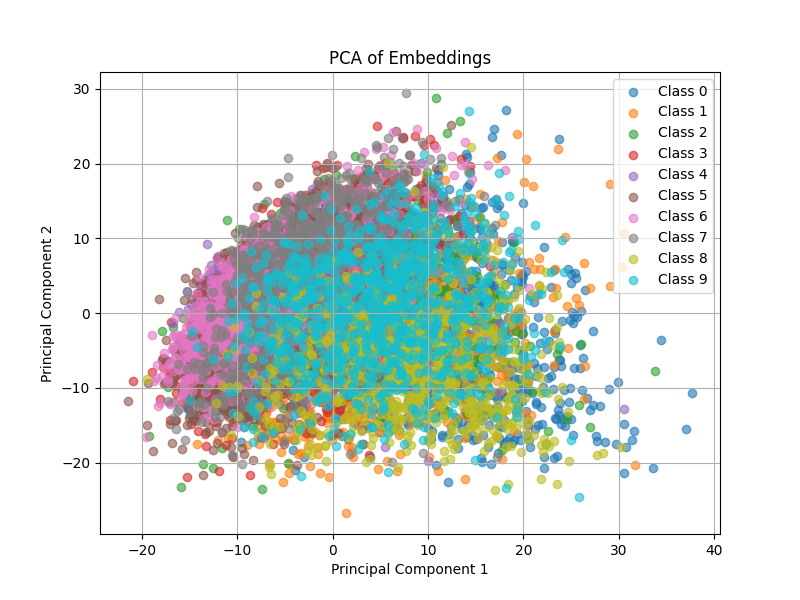 PCA of Embeddings
Principal Component 2
30
20
10
0
−10
−20
Class 0
Class 1
Class 2
Class 3
Class 4
Class 5
Class 6
Class 7
Class 8
Class 9
−20
−10
0
10
20
30
40
Principal Component 1